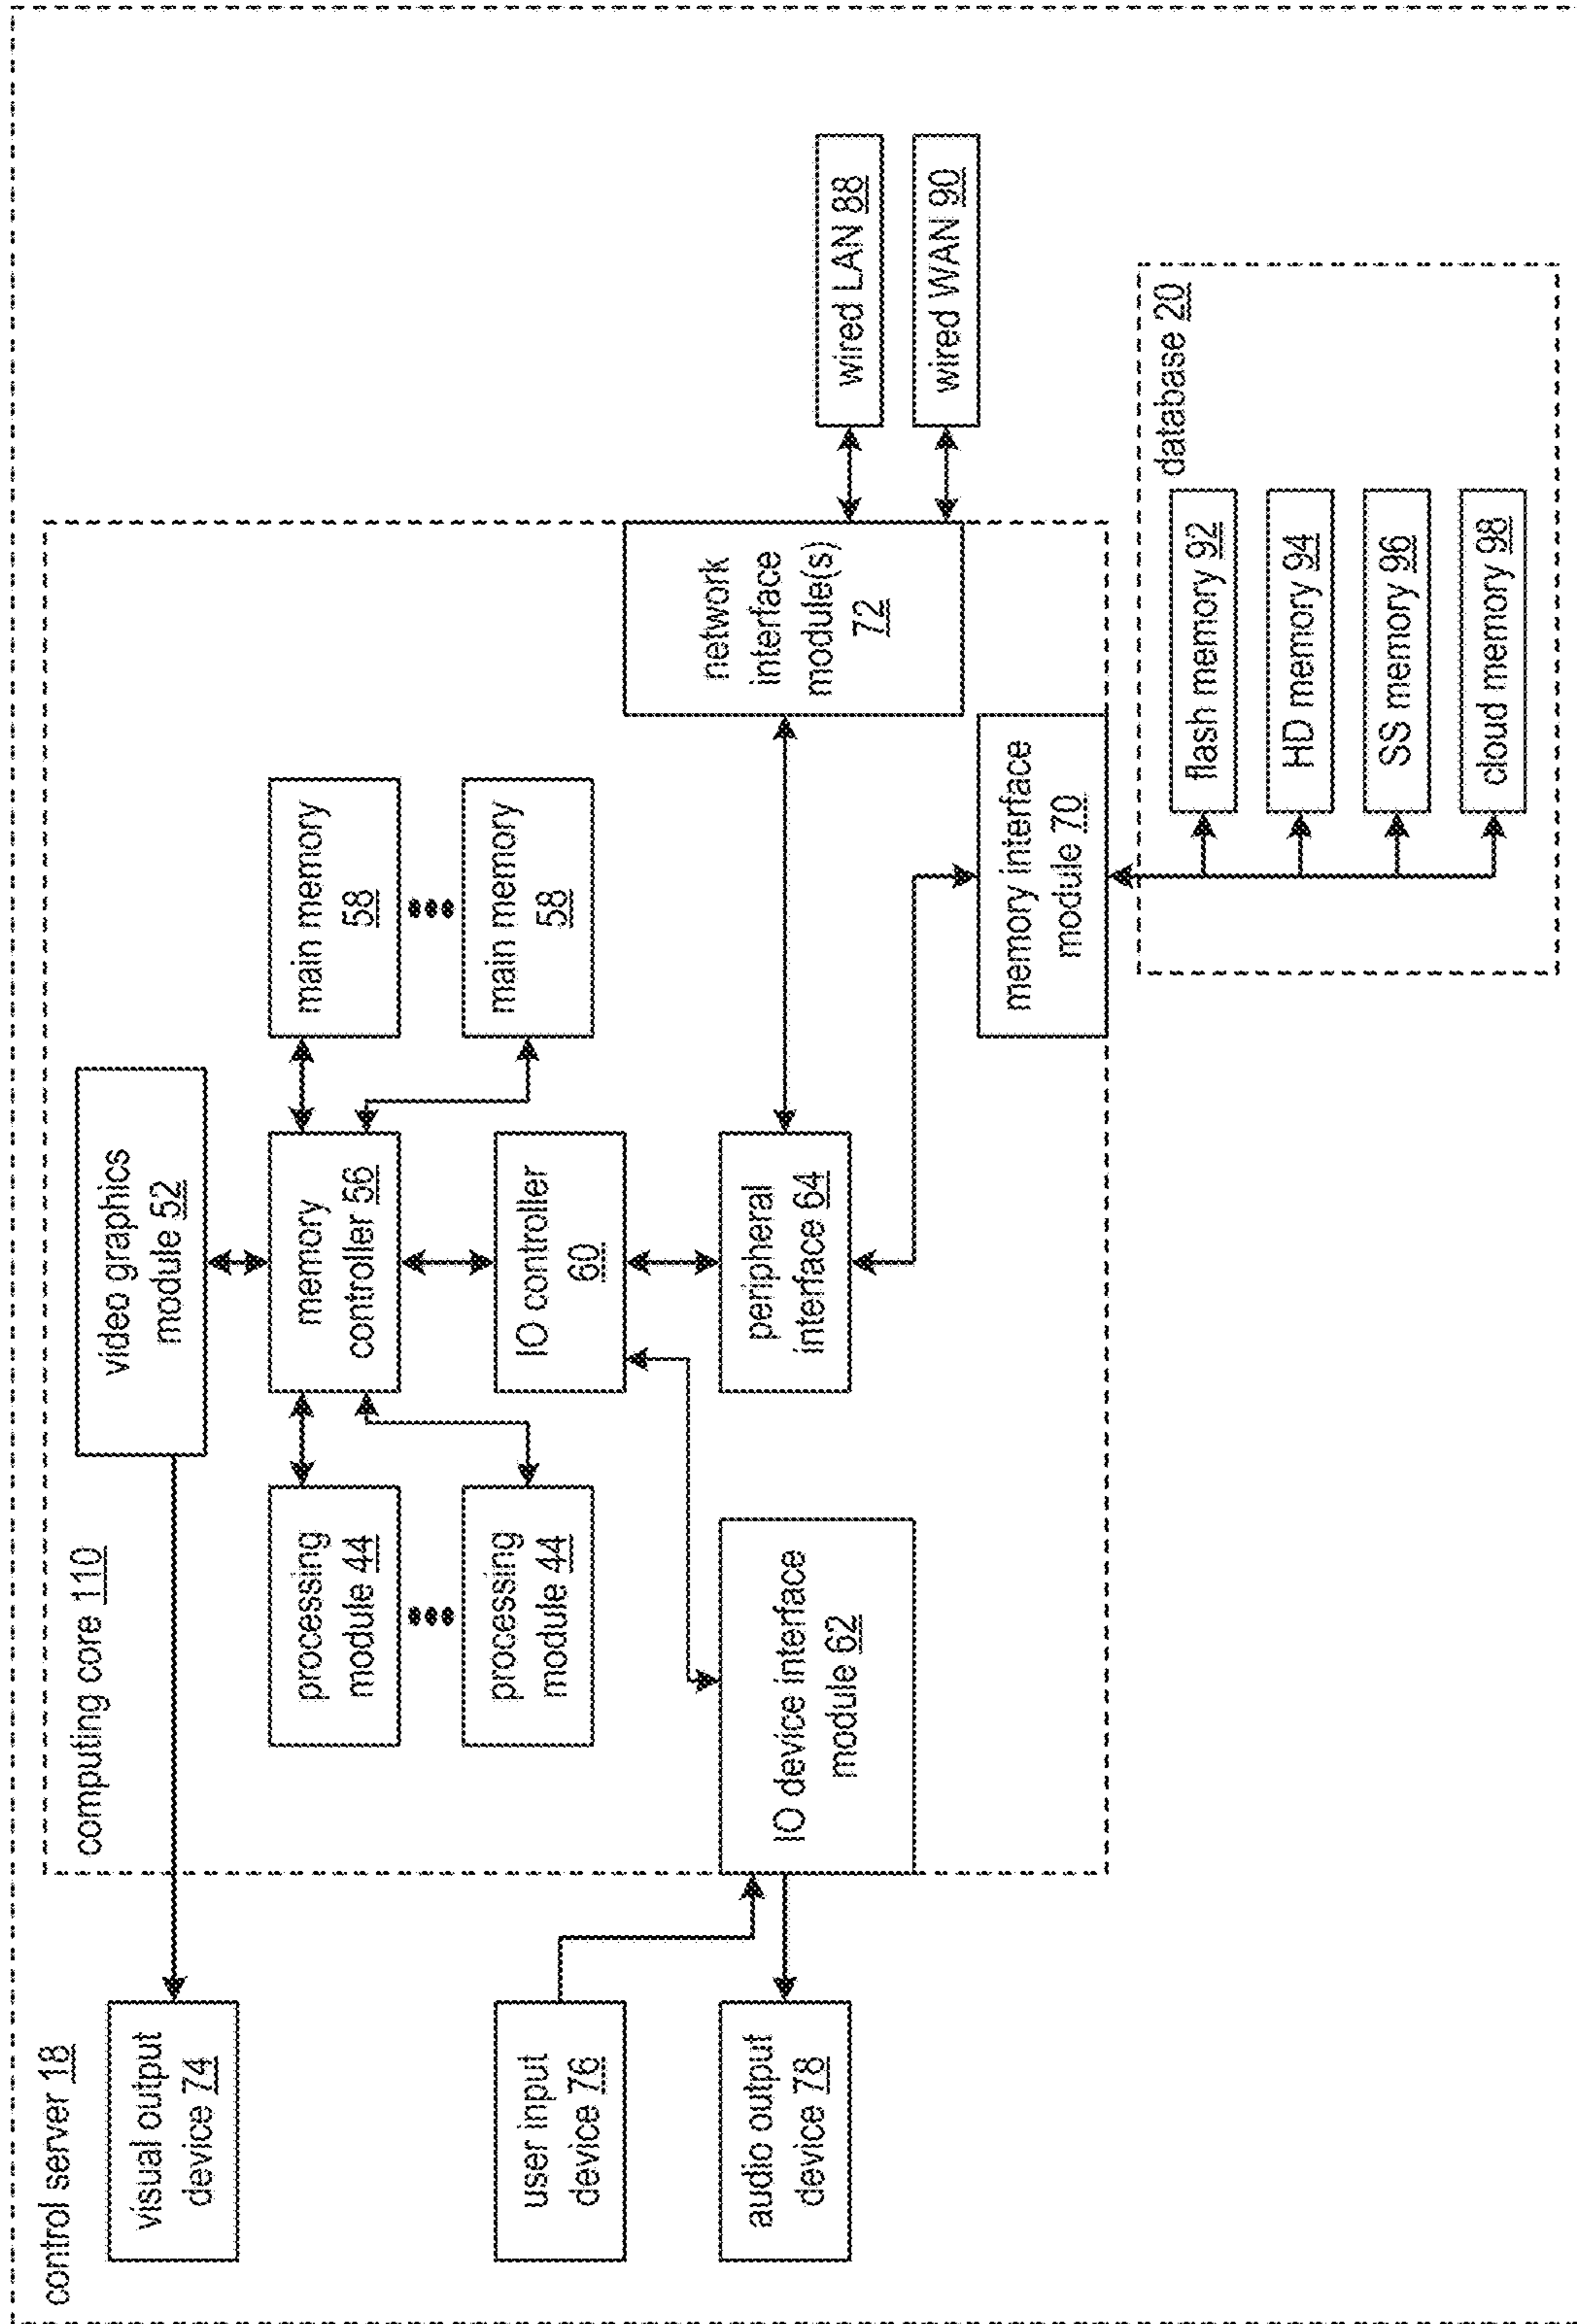 control server 18
visual output
device 74
user input
device 76
audio output
device 78
computing core 110
video graphics
module 52
processing
module 44
processing
module 44
memory
controller 56
main memory
58
main memory
58
IO controller
60
IO device interface
module 62
peripheral
interface 64
network
interface
module(s)
72
memory interface
module 70
wired LAN 88
wired WAN 90
database 20
flash memory 92
HD memory 94
SS memory 96
cloud memory 98